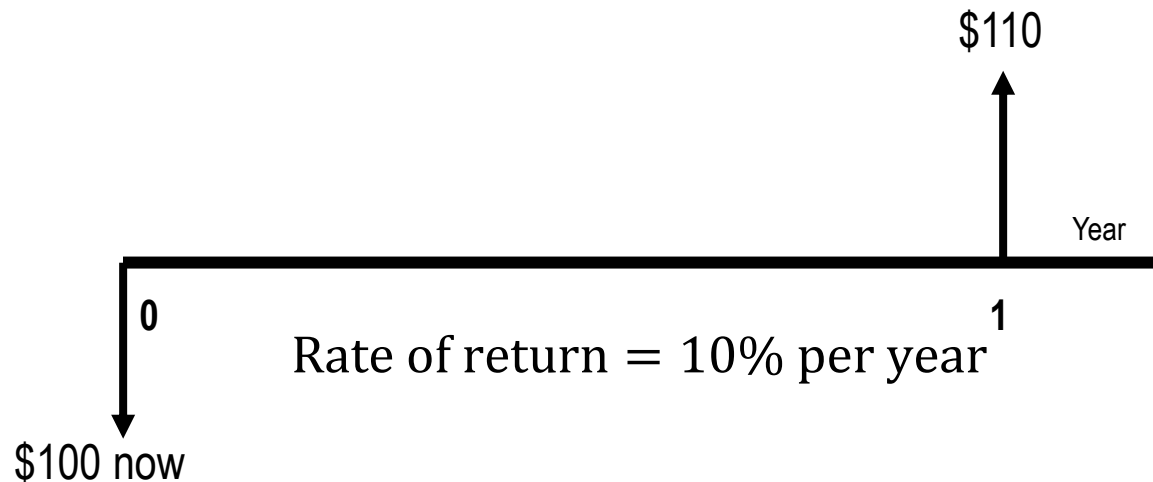 $110
Year
0
1
Rate of return = 10% per year
$100 now